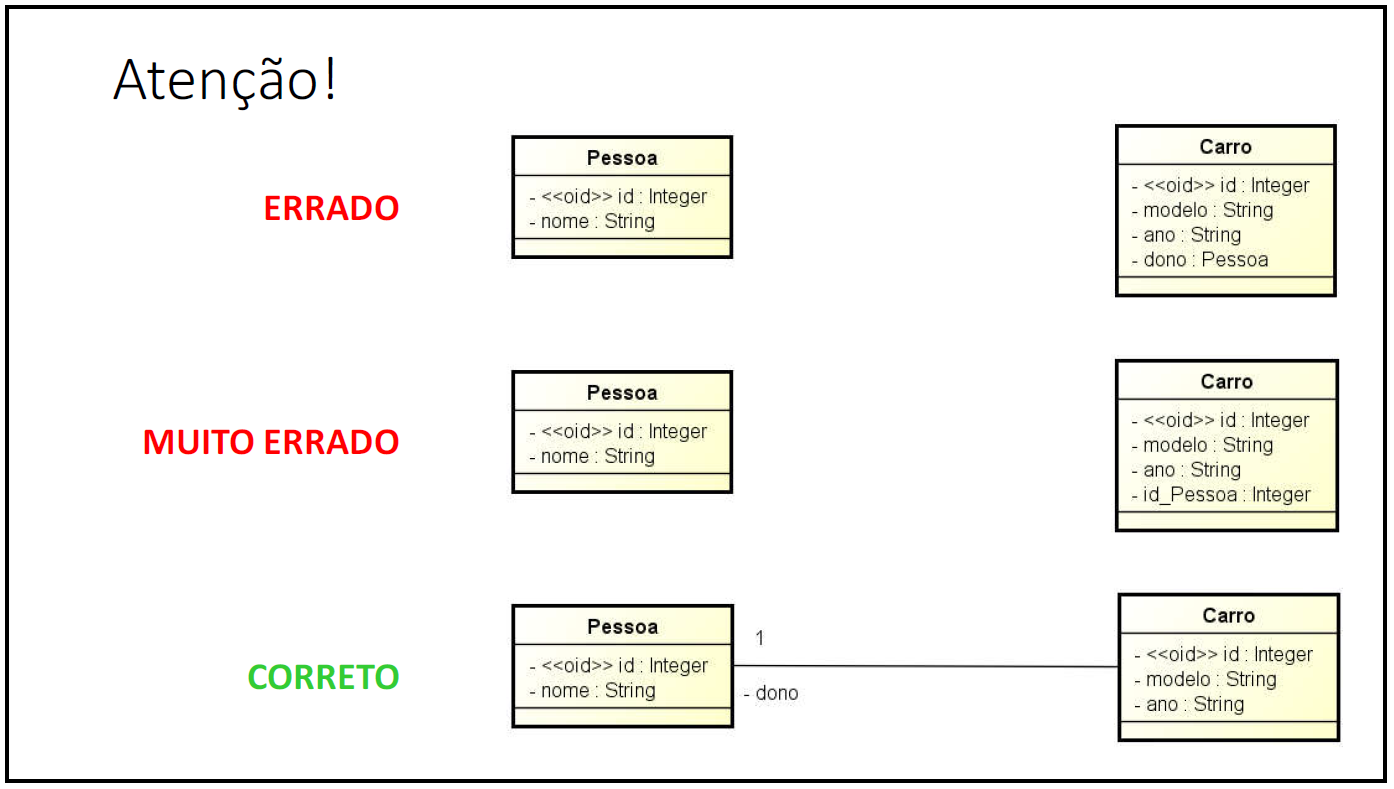 Atenção!
ERRADO
Pessoa
- <<oid>> id : Integer
- nome : String
Carro
- <<oid>> id : Integer
- modelo : String
- ano : String
- dono : Pessoa
MUITO ERRADO
Pessoa
- <<oid>> id : Integer
- nome : String
Carro
- <<oid>> id : Integer
- modelo : String
- ano : String
- id_Pessoa : Integer
CORRETO
Pessoa
- <<oid>> id : Integer
- nome : String
1
- dono
Carro
- <<oid>> id : Integer
- modelo : String
- ano : String